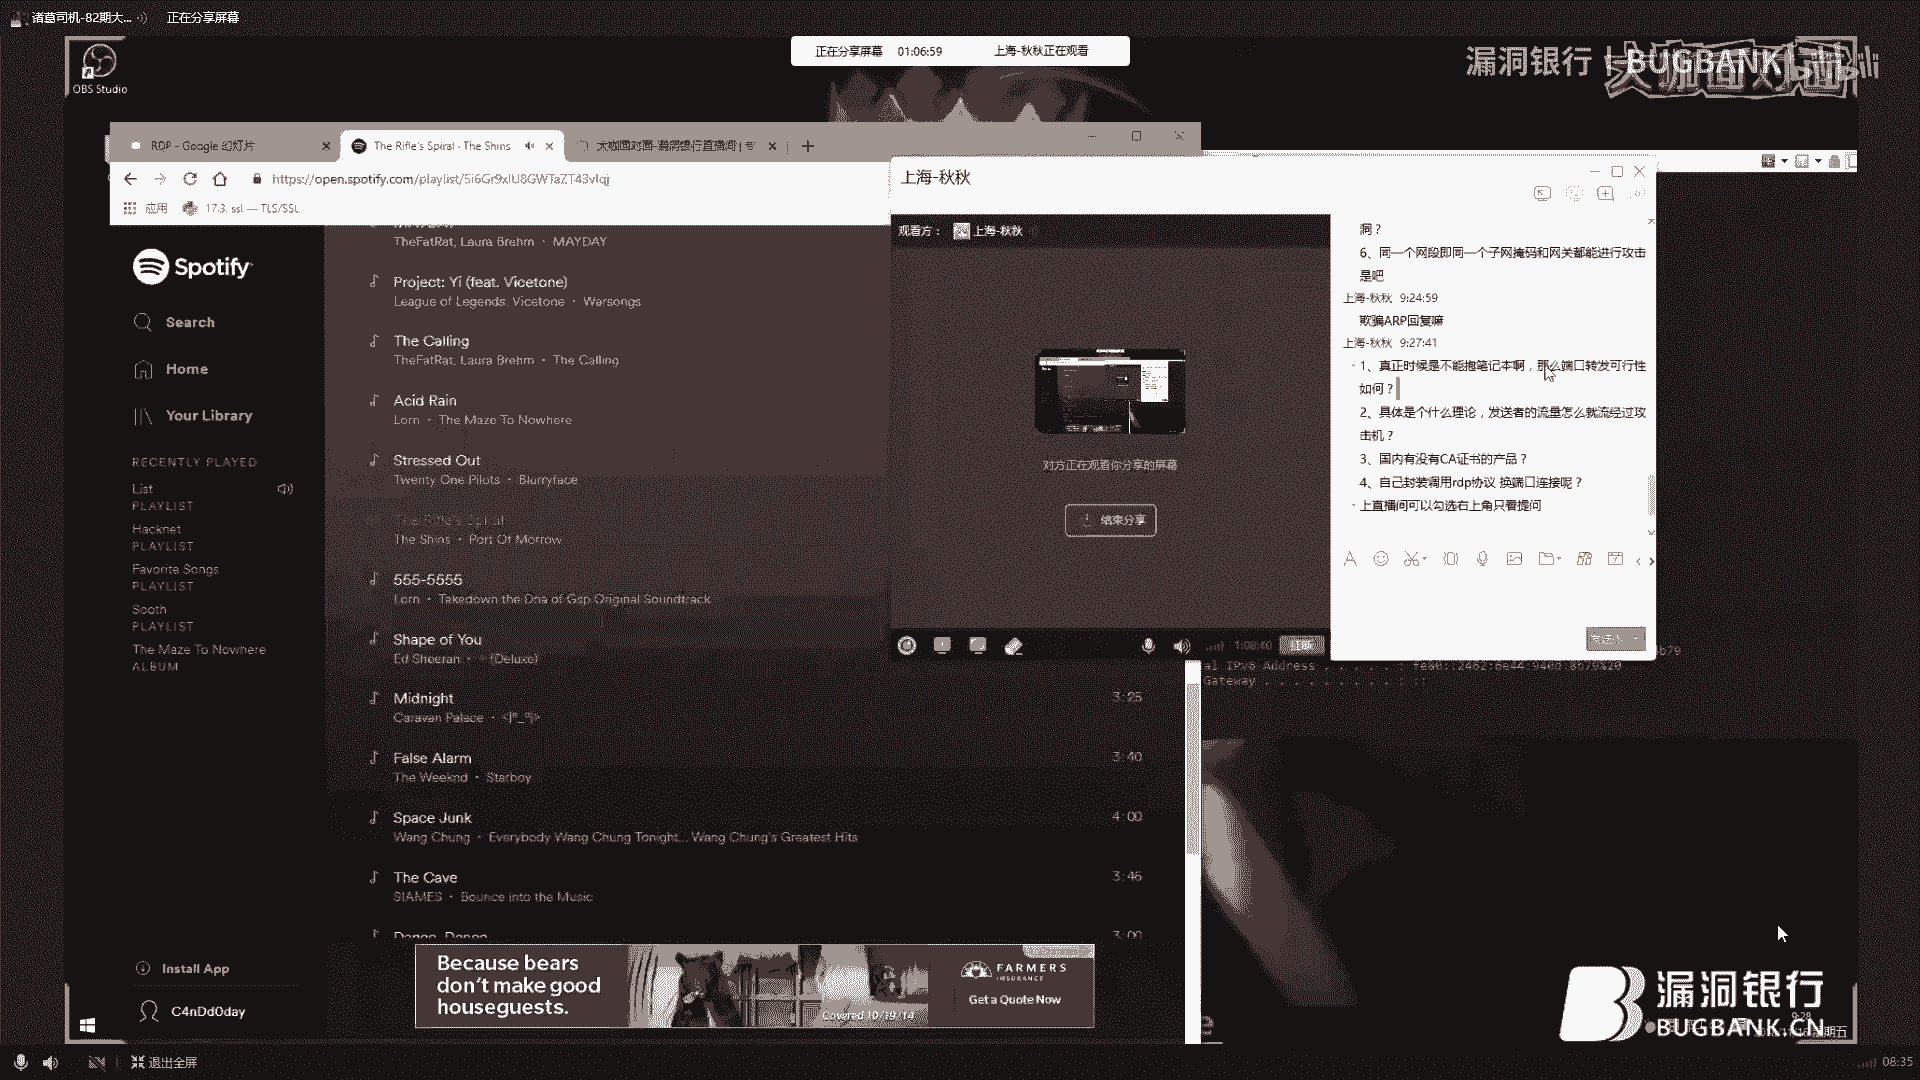 诸葛司机-82期大...
正在分享屏幕
OBS Studio
正在分享屏幕 01:06:59 上海-秋秋正在观看
漏洞银行 | BUGBANK
RDP - Google 幻灯片
The Rifle's Spiral - The Shins
大咖面对面-漏洞银行直播间 | 专
https://open.spotify.com/playlist/5i6Gr9xIU8GWTaZT43vIqj
应用
17.3. ssl — TLS/SSL
Spotify
Search
Home
Your Library
RECENTLY PLAYED
List
PLAYLIST
Hacknet
PLAYLIST
Favorite Songs
PLAYLIST
Sooth
PLAYLIST
The Maze To Nowhere
ALBUM
Install App
C4nDd0day
TheFatRat, Laura Brehm • MAYDAY
Project: Yi (feat. Vicetone)
League of Legends, Vicetone • Warsongs
The Calling
TheFatRat, Laura Brehm • The Calling
Acid Rain
Lorn • The Maze To Nowhere
Stressed Out
Twenty One Pilots • Blurryface
The Rifle's Spiral
The Shins • Port Of Morrow
555-5555
Lorn • Takedown the Dna of Gsp Original Soundtrack
Shape of You
Ed Sheeran • ÷ (Deluxe)
Midnight 3:25
Caravan Palace • <|°_°|>
False Alarm 3:40
The Weeknd • Starboy
Space Junk 4:00
Wang Chung • Everybody Wang Chung Tonight... Wang Chung's Greatest Hits
The Cave 3:46
SIAMES • Bounce into the Music
3:00
Because bears
don't make good
houseguests.
Covered 10/19/14
FARMERS
INSURANCE
Get a Quote Now
上海-秋秋
观看方： 上海-秋秋
对方正在观看你分享的屏幕
结束分享
1:08:40 挂断
洞？
6、同一个网段即同一个子网掩码和网关都能进行攻击
是吧
上海-秋秋 9:24:59
欺骗ARP回复嘛
上海-秋秋 9:27:41
1、真正时候是不能抱笔记本啊，那么端口转发可行性
如何？
2、具体是个什么理论，发送者的流量怎么就流经过攻
击机？
3、国内有没有CA证书的产品？
4、自己封装调用rdp协议 换端口连接呢？
上直播间可以勾选右上角只看提问
al IPv6 Address . . . . . : fe80::2462:6e44:940d:8b79%20
Gateway . . . . . . . . . : ::
漏洞银行
BUGBANK.CN
退出全屏
08:35